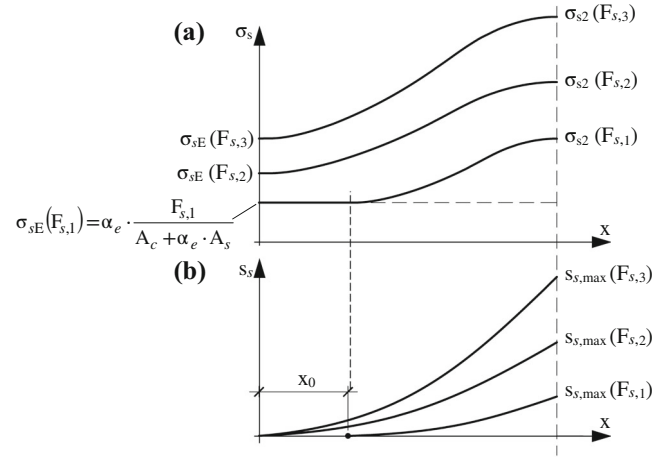 (a)
σs
σs2 (Fs,3)
σs2 (Fs,2)
σs2 (Fs,1)
σsE (Fs,3)
σsE (Fs,2)
σsE(Fs,1)=αe · Fs,1 / Ac + αe · As
x
(b)
ss
ss,max (Fs,3)
ss,max (Fs,2)
ss,max (Fs,1)
x0
x